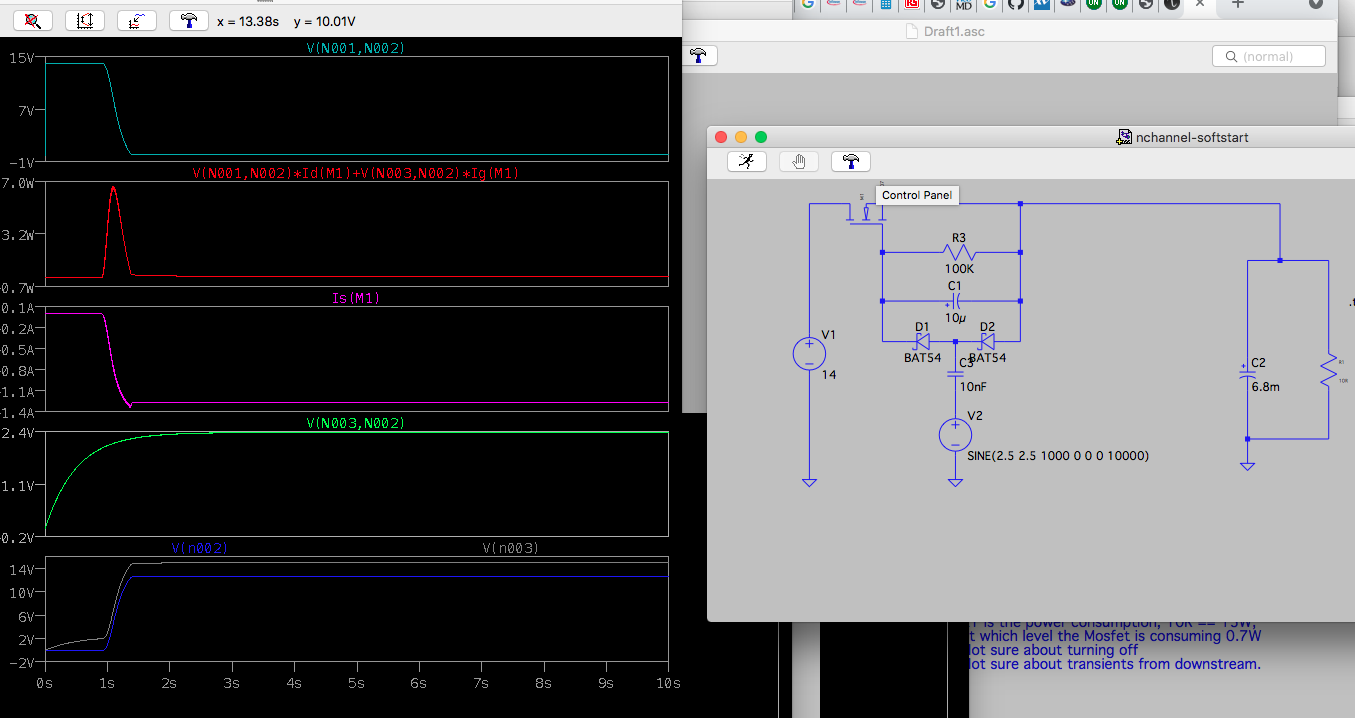 x = 13.38s y = 10.01V
Draft1.asc
(normal)
V(N001,N002)
15V
7V
-1V
V(N001,N002)*Id(M1)+V(N003,N002)*Ig(M1)
7.0W
3.2W
-0.7W
Is(M1)
0.1A
-0.2A
-0.5A
-0.8A
-1.1A
-1.4A
V(N003,N002)
2.4V
1.1V
-0.2V
V(n002) V(n003)
14V
10V
6V
2V
-2V
0s 1s 2s 3s 4s 5s 6s 7s 8s 9s 10s
nchannel-softstart
Control Panel
M1
R3
100K
C1
10µ
D1 D2
BAT54 BAT54
C3
10nF
V1
14
V2
SINE(2.5 2.5 1000 0 0 0 10000)
C2
6.8m
R1
10R
is the power consumption, 10R == 15W,
t which level the Mosfet is consuming 0.7W
Not sure about turning off
Not sure about transients from downstream.